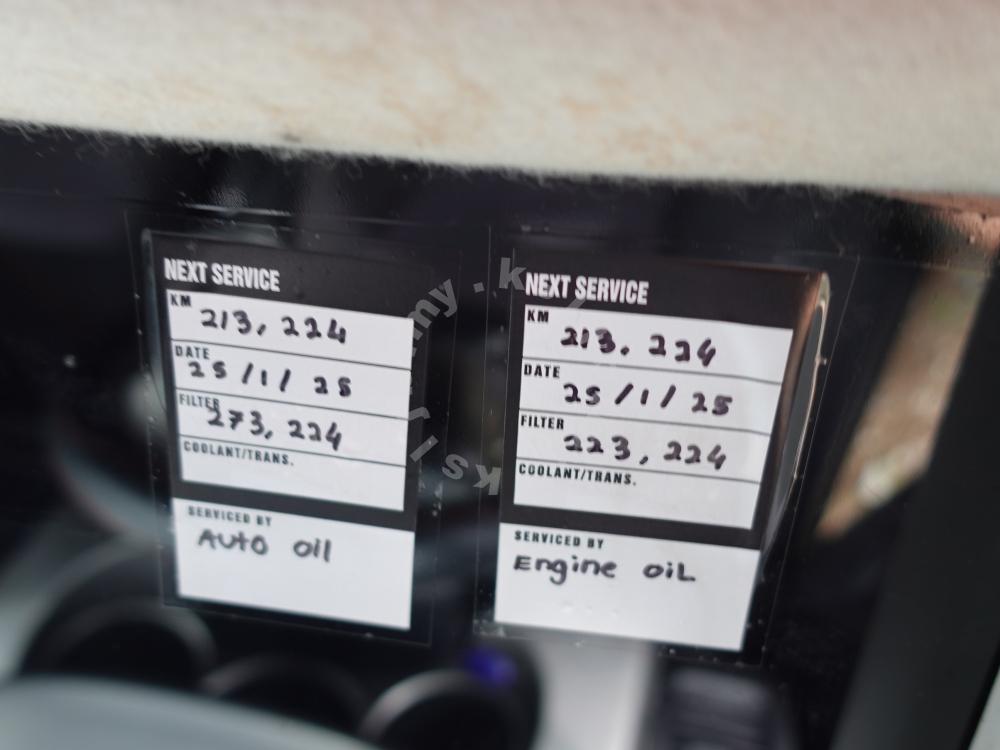 NEXT SERVICE
KM
213, 224
DATE
25/1/25
FILTER
273, 224
COOLANT/TRANS.
SERVICED BY
Auto oil
NEXT SERVICE
KM
213. 224
DATE
25/1/25
FILTER
223, 224
COOLANT/TRANS.
SERVICED BY
Engine oiL